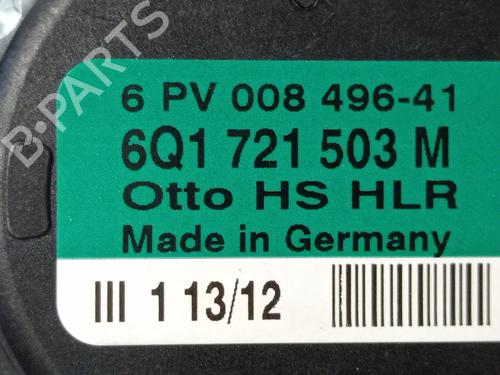 B-PARTS
6 PV 008 496-41
6Q1 721 503 M
Otto HS HLR
Made in Germany
III 1 13/12